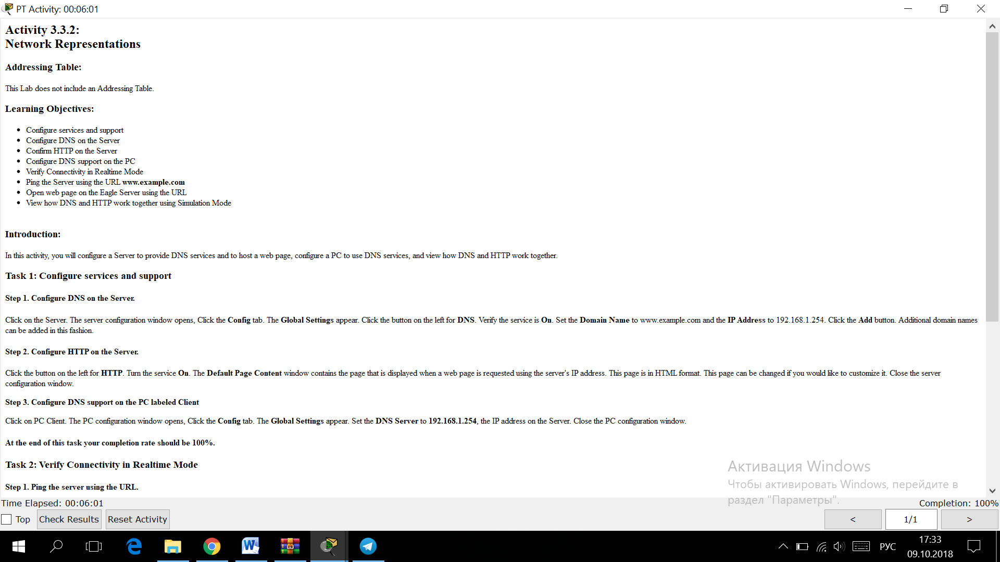 PT Activity: 00:06:01
Activity 3.3.2:
Network Representations
Addressing Table:
This Lab does not include an Addressing Table.
Learning Objectives:
Configure services and support
Configure DNS on the Server
Confirm HTTP on the Server
Configure DNS support on the PC
Verify Connectivity in Realtime Mode
Ping the Server using the URL www.example.com
Open web page on the Eagle Server using the URL
View how DNS and HTTP work together using Simulation Mode
Introduction:
In this activity, you will configure a Server to provide DNS services and to host a web page, configure a PC to use DNS services, and view how DNS and HTTP work together.
Task 1: Configure services and support
Step 1. Configure DNS on the Server.
Click on the Server. The server configuration window opens, Click the Config tab. The Global Settings appear. Click the button on the left for DNS. Verify the service is On. Set the Domain Name to www.example.com and the IP Address to 192.168.1.254. Click the Add button. Additional domain names
can be added in this fashion.
Step 2. Configure HTTP on the Server.
Click the button on the left for HTTP. Turn the service On. The Default Page Content window contains the page that is displayed when a web page is requested using the server's IP address. This page is in HTML format. This page can be changed if you would like to customize it. Close the server
configuration window.
Step 3. Configure DNS support on the PC labeled Client
Click on PC Client. The PC configuration window opens, Click the Config tab. The Global Settings appear. Set the DNS Server to 192.168.1.254, the IP address on the Server. Close the PC configuration window.
At the end of this task your completion rate should be 100%.
Task 2: Verify Connectivity in Realtime Mode
Step 1. Ping the server using the URL.
Активация Windows
Чтобы активировать Windows, перейдите в
раздел "Параметры".
Time Elapsed: 00:06:01
Completion: 100%
Top
Check Results
Reset Activity
<
1/1
>
РУС
17:33
09.10.2018